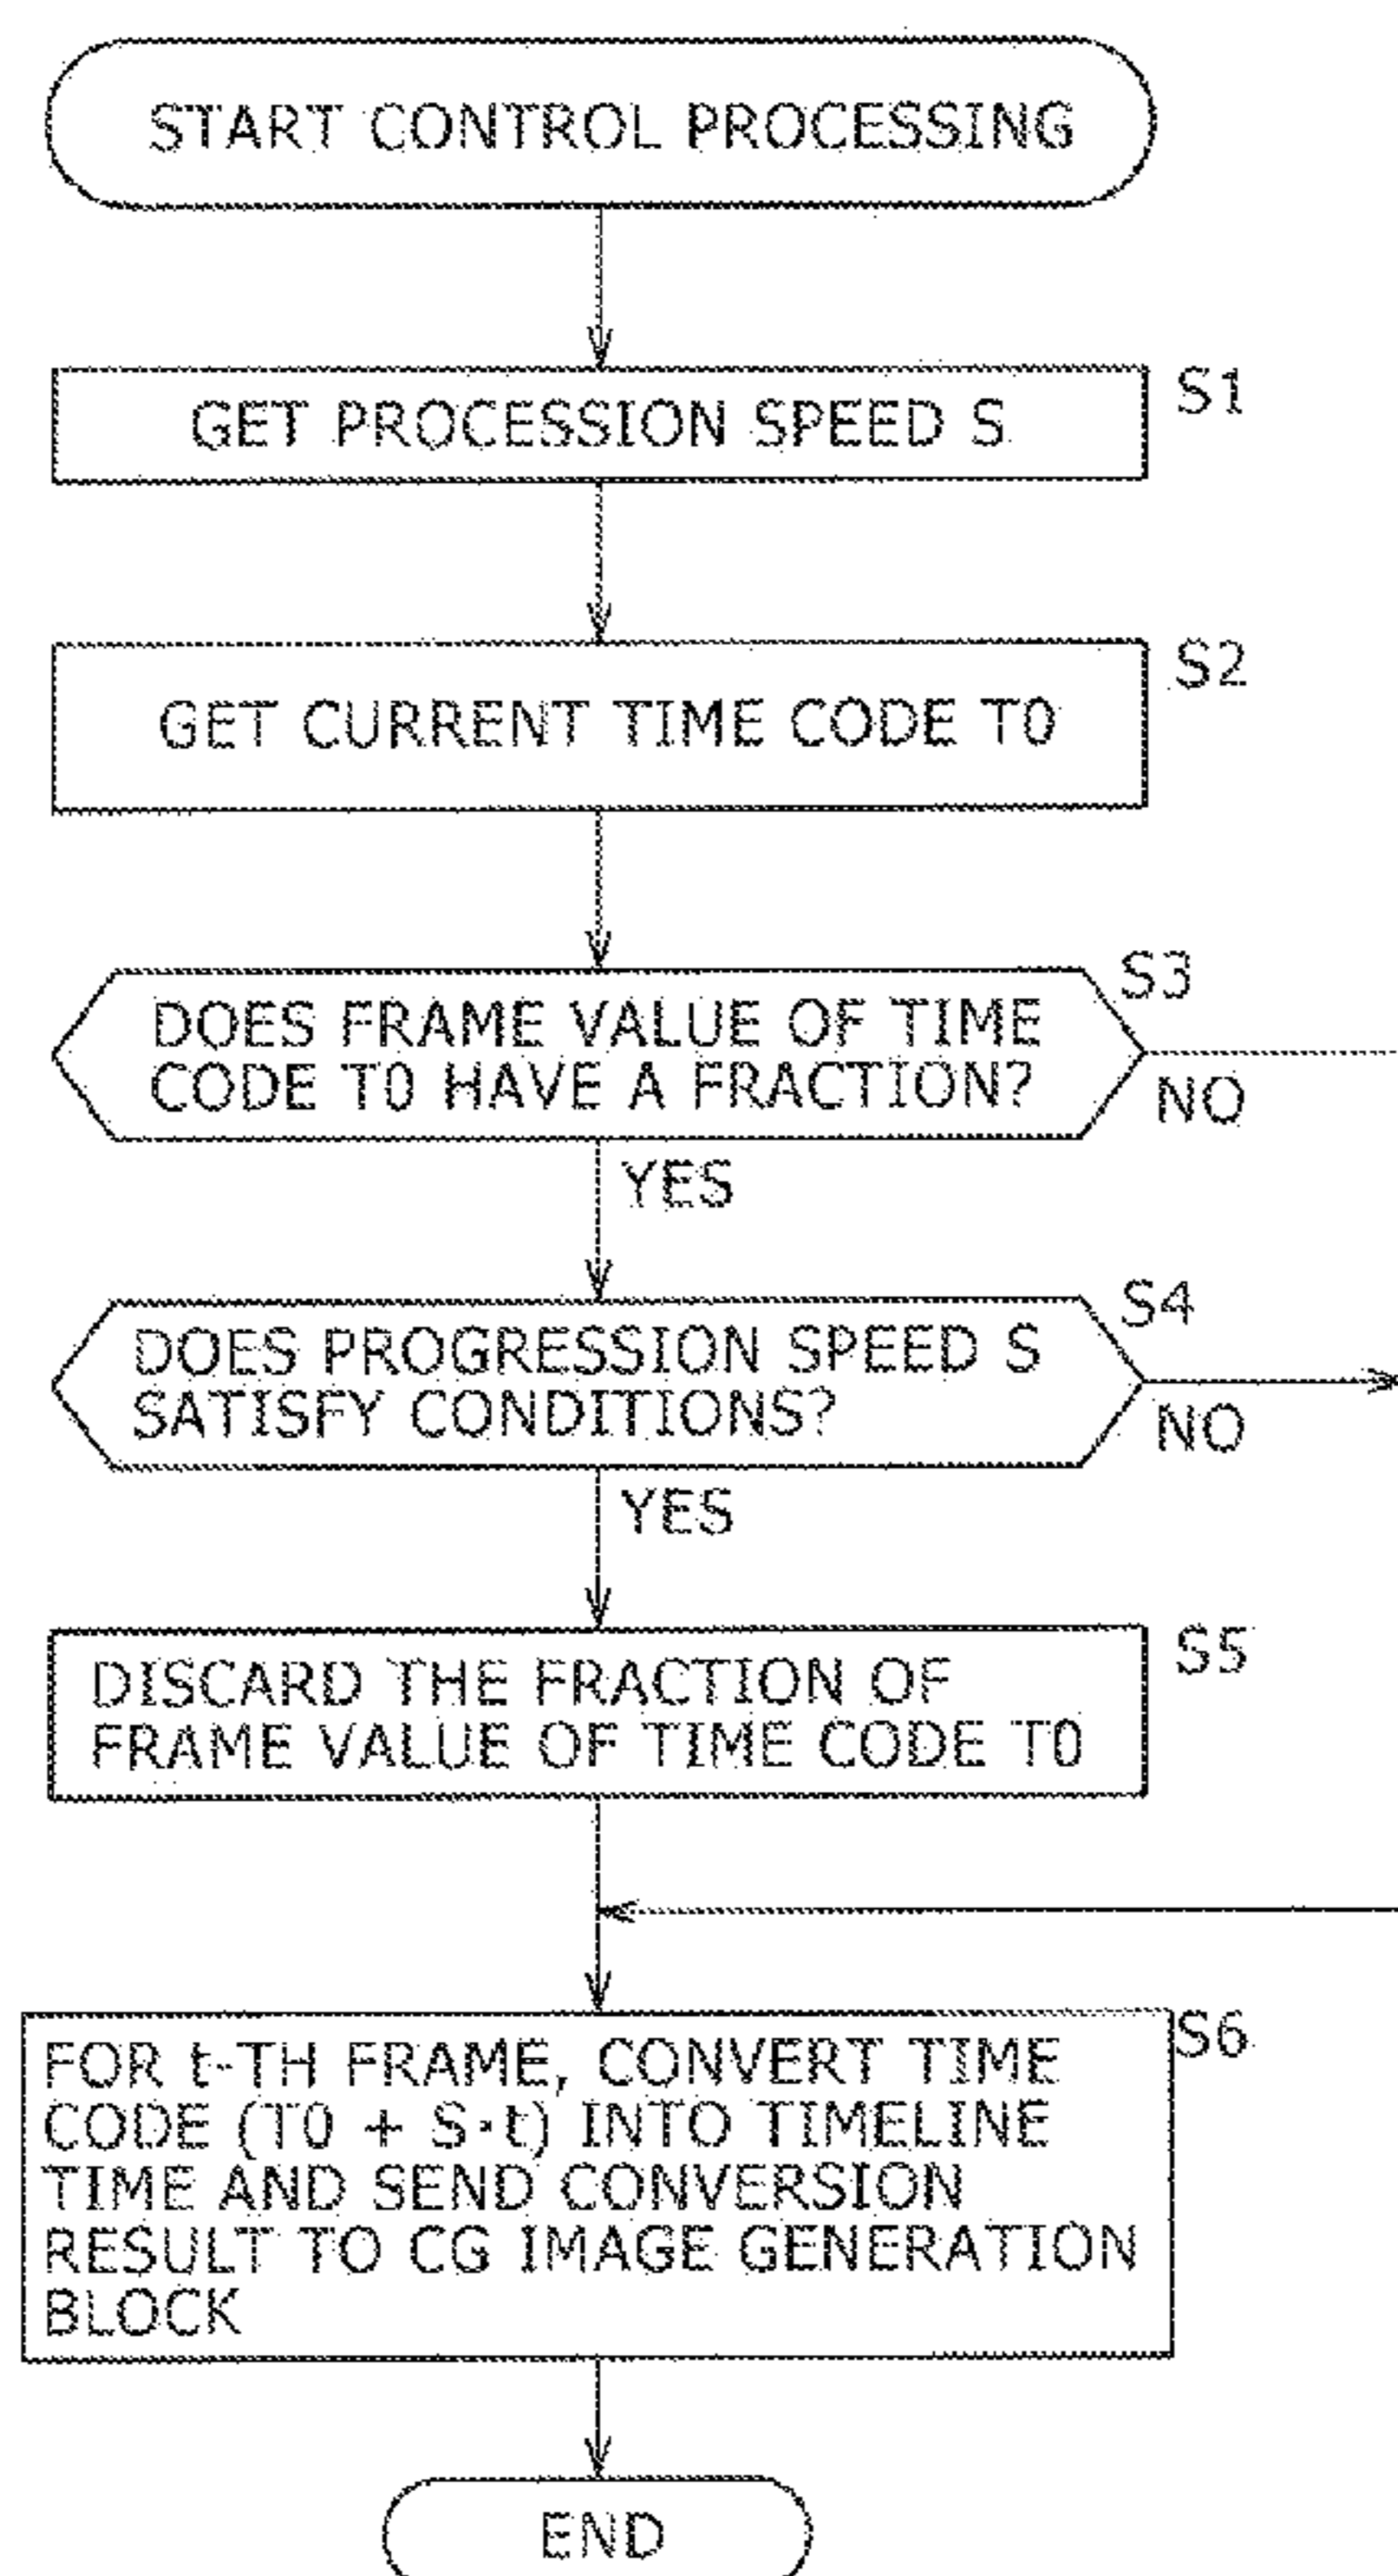 START CONTROL PROCESSING
GET PROCESSION SPEED S
S1
GET CURRENT TIME CODE T0
S2
DOES FRAME VALUE OF TIME
CODE T0 HAVE A FRACTION?
S3
NO
YES
DOES PROGRESSION SPEED S
SATISFY CONDITIONS?
S4
NO
YES
DISCARD THE FRACTION OF
FRAME VALUE OF TIME CODE T0
S5
FOR t-TH FRAME, CONVERT TIME
CODE (T0 + S·t) INTO TIMELINE
TIME AND SEND CONVERSION
RESULT TO CG IMAGE GENERATION
BLOCK
S6
END